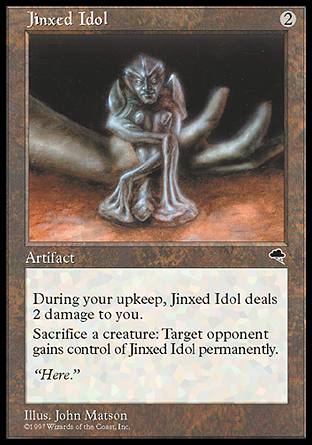 Jinxed Idol 2
Artifact
During your upkeep, Jinxed Idol deals
2 damage to you.
Sacrifice a creature: Target opponent
gains control of Jinxed Idol permanently.
“Here.”
Illus. John Matson
©1997 Wizards of the Coast, Inc.